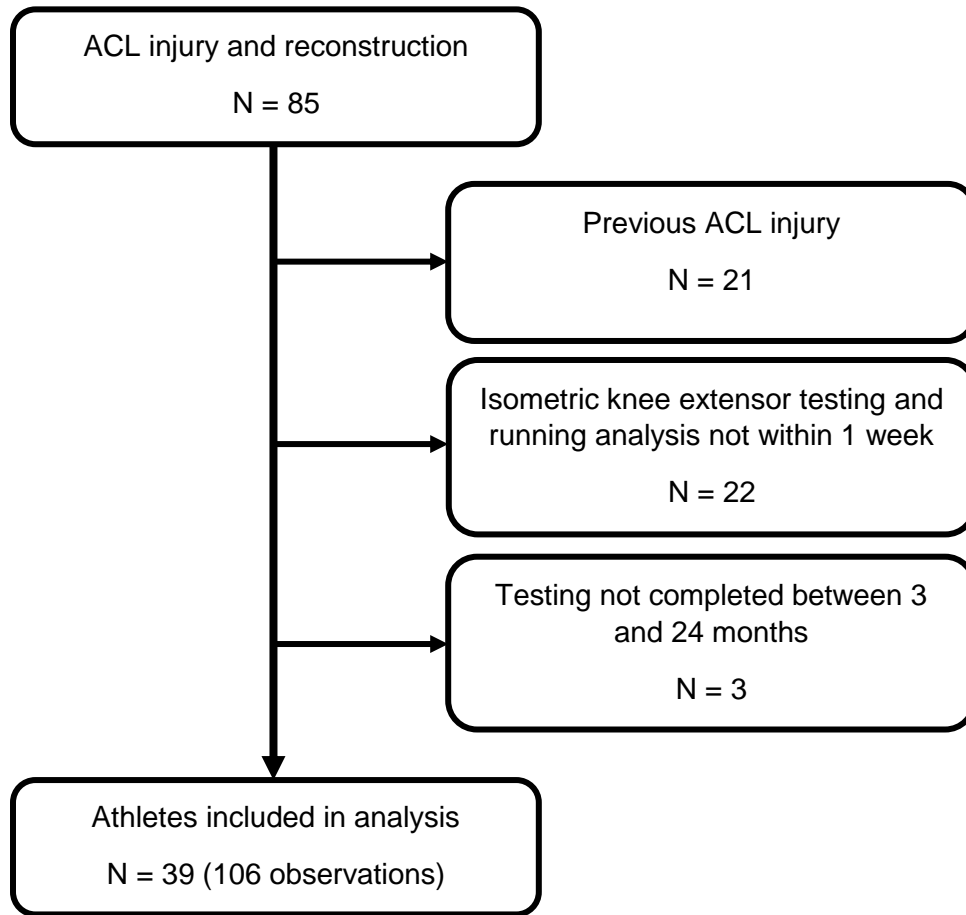 ACL injury and reconstruction
N = 85
Previous ACL injury
N = 21
Isometric knee extensor testing and
running analysis not within 1 week
N = 22
Testing not completed between 3
and 24 months
N = 3
Athletes included in analysis
N = 39 (106 observations)